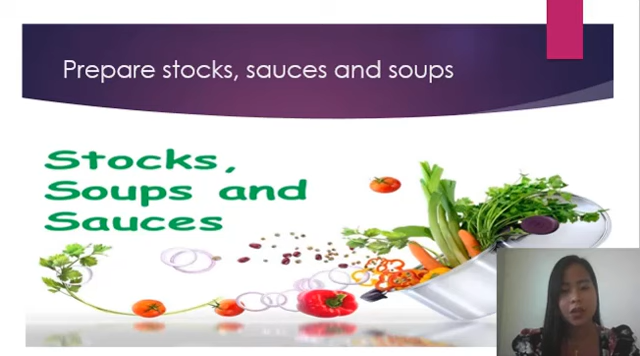 Prepare stocks, sauces and soups
Stocks,
Soups and
Sauces